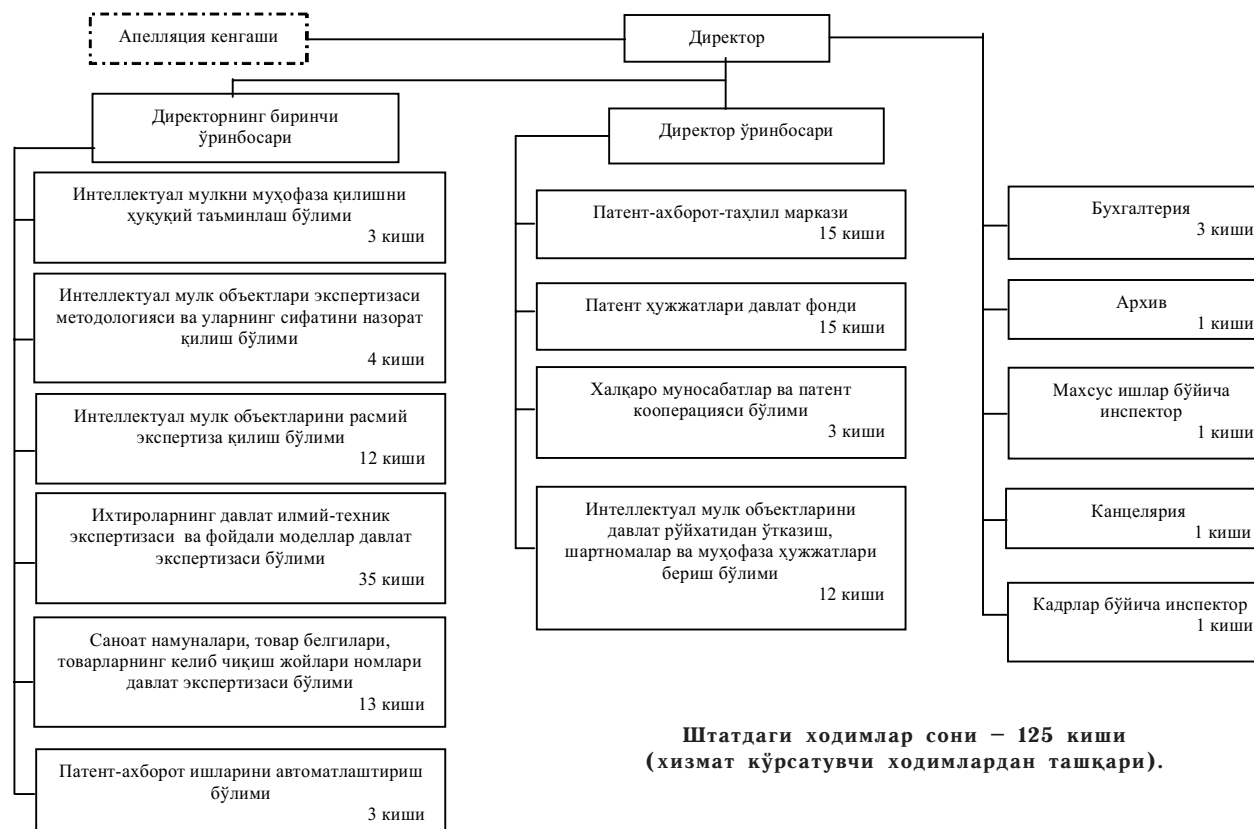 Апелляция кенгаши
Директор
Директорнинг биринчи
ўринбосари
Директор ўринбосари
Интеллектуал мулкни муҳофаза қилишни
ҳуқуқий таъминлаш бўлими
3 киши
Интеллектуал мулк объектлари экспертизаси
методологияси ва уларнинг сифатини назорат
қилиш бўлими
4 киши
Интеллектуал мулк объектларини расмий
экспертиза қилиш бўлими
12 киши
Ихтироларнинг давлат илмий-техник
экспертизаси ва фойдали моделлар давлат
экспертизаси бўлими
35 киши
Саноат намуналари, товар белгилари,
товарларнинг келиб чиқиш жойлари номлари
давлат экспертизаси бўлими
13 киши
Патент-ахборот ишларини автоматлаштириш
бўлими
3 киши
Патент-ахборот-таҳлил маркази
15 киши
Патент ҳужжатлари давлат фонди
15 киши
Халқаро муносабатлар ва патент
кооперацияси бўлими
3 киши
Интеллектуал мулк объектларини
давлат рўйхатидан ўтказиш,
шартномалар ва муҳофаза ҳужжатлари
бериш бўлими
12 киши
Бухгалтерия
3 киши
Архив
1 киши
Махсус ишлар бўйича
инспектор
1 киши
Канцелярия
1 киши
Кадрлар бўйича инспектор
1 киши
Штатдаги ходимлар сони – 125 киши
(хизмат кўрсатувчи ходимлардан ташқари).